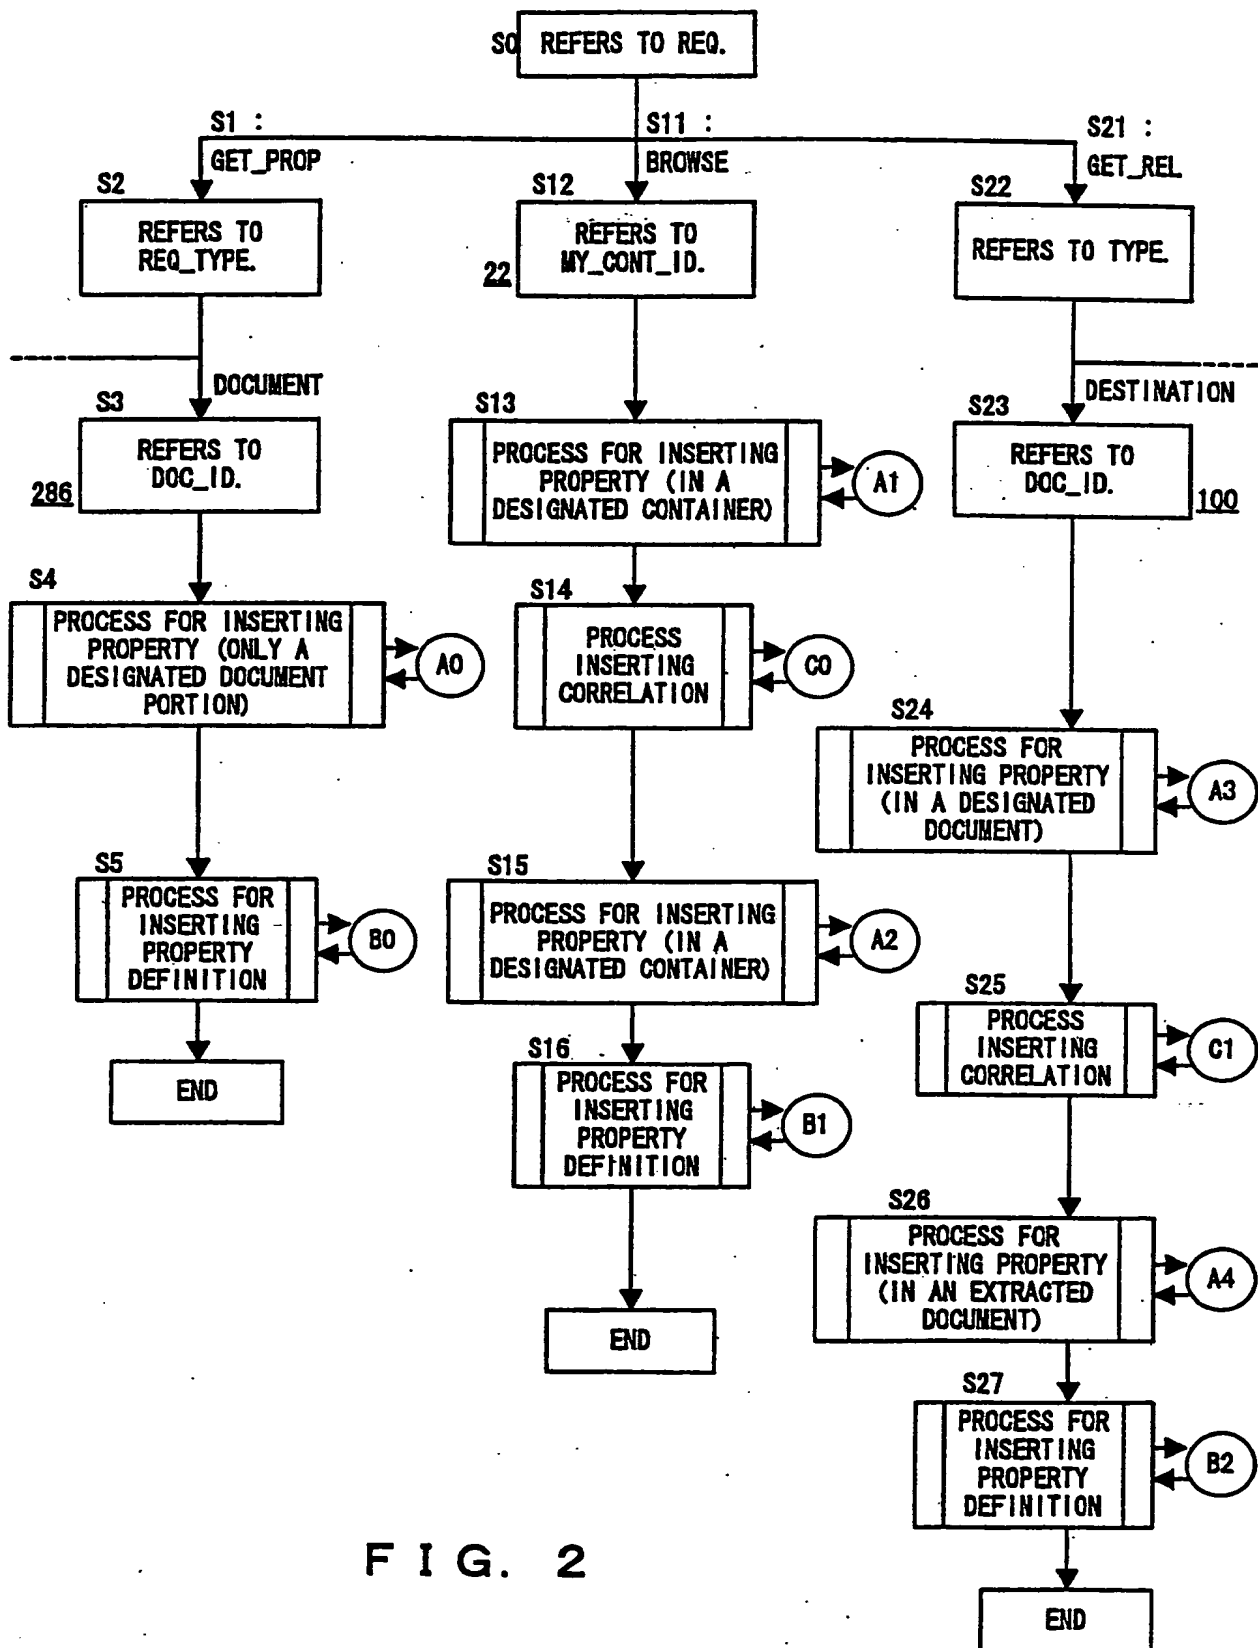 S0
REFERS TO REQ.
S1 :
GET_PROP
S11 :
BROWSE
S21 :
GET_REL
S2
REFERS TO
REQ_TYPE.
S12
REFERS TO
MY_CONT_ID.
22
S22
REFERS TO TYPE.
DOCUMENT
DESTINATION
S3
REFERS TO
DOC_ID.
286
S13
PROCESS FOR INSERTING
PROPERTY (IN A
DESIGNATED CONTAINER)
A1
S23
REFERS TO
DOC_ID.
100
S4
PROCESS FOR INSERTING
PROPERTY (ONLY A
DESIGNATED DOCUMENT
PORTION)
A0
S14
PROCESS
INSERTING
CORRELATION
C0
S24
PROCESS FOR
INSERTING PROPERTY
(IN A DESIGNATED
DOCUMENT)
A3
S5
PROCESS FOR
INSERTING
PROPERTY
DEFINITION
B0
S15
PROCESS FOR INSERTING
PROPERTY (IN A
DESIGNATED CONTAINER)
A2
S25
PROCESS
INSERTING
CORRELATION
C1
END
S16
PROCESS FOR
INSERTING
PROPERTY
DEFINITION
B1
S26
PROCESS FOR
INSERTING PROPERTY
(IN AN EXTRACTED
DOCUMENT)
A4
END
S27
PROCESS FOR
INSERTING
PROPERTY
DEFINITION
B2
END
FIG. 2